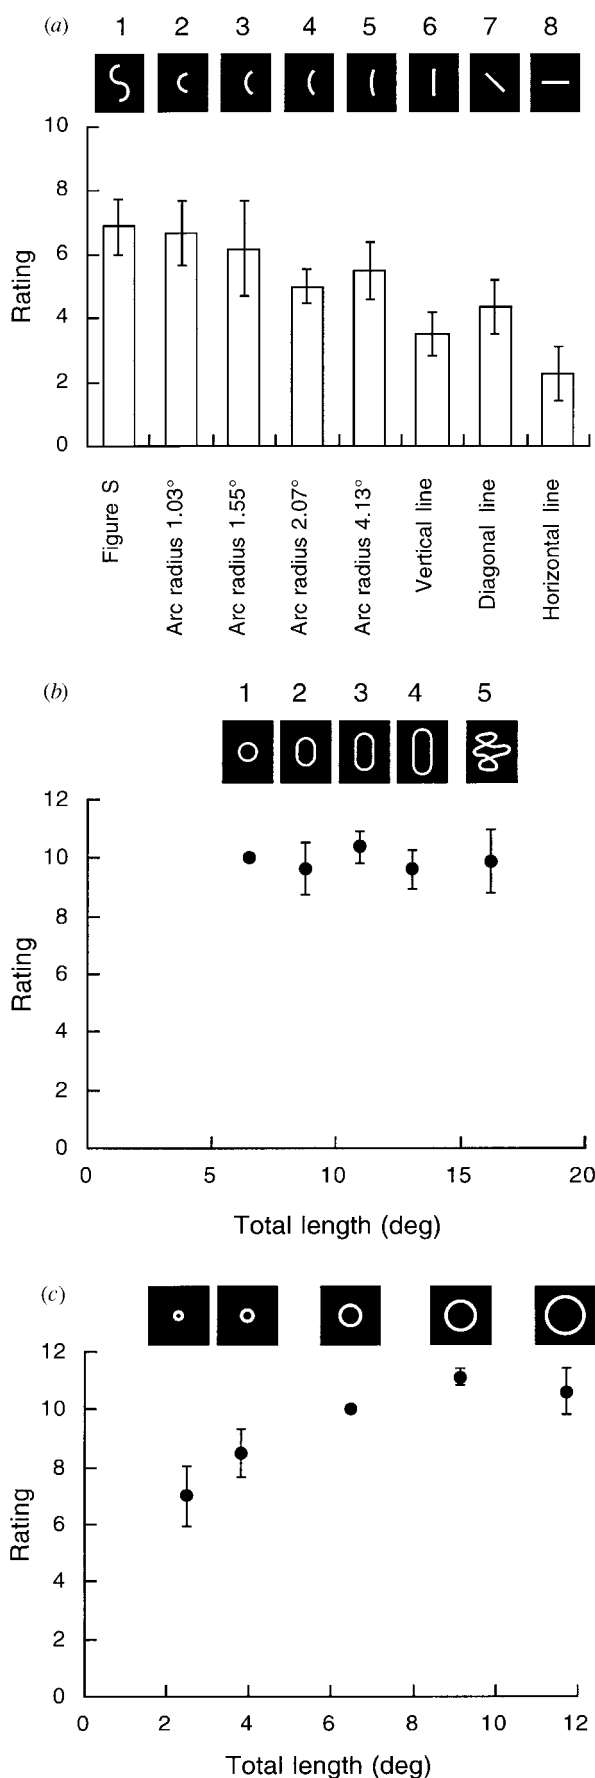 (a) 1 2 3 4 5 6 7 8
10
8
6
4
2
0
Rating
Figure S
Arc radius 1.03°
Arc radius 1.55°
Arc radius 2.07°
Arc radius 4.13°
Vertical line
Diagonal line
Horizontal line
(b) 1 2 3 4 5
12
10
8
6
4
2
0
Rating
0 5 10 15 20
Total length (deg)
(c)
12
10
8
6
4
2
0
Rating
0 2 4 6 8 10 12
Total length (deg)